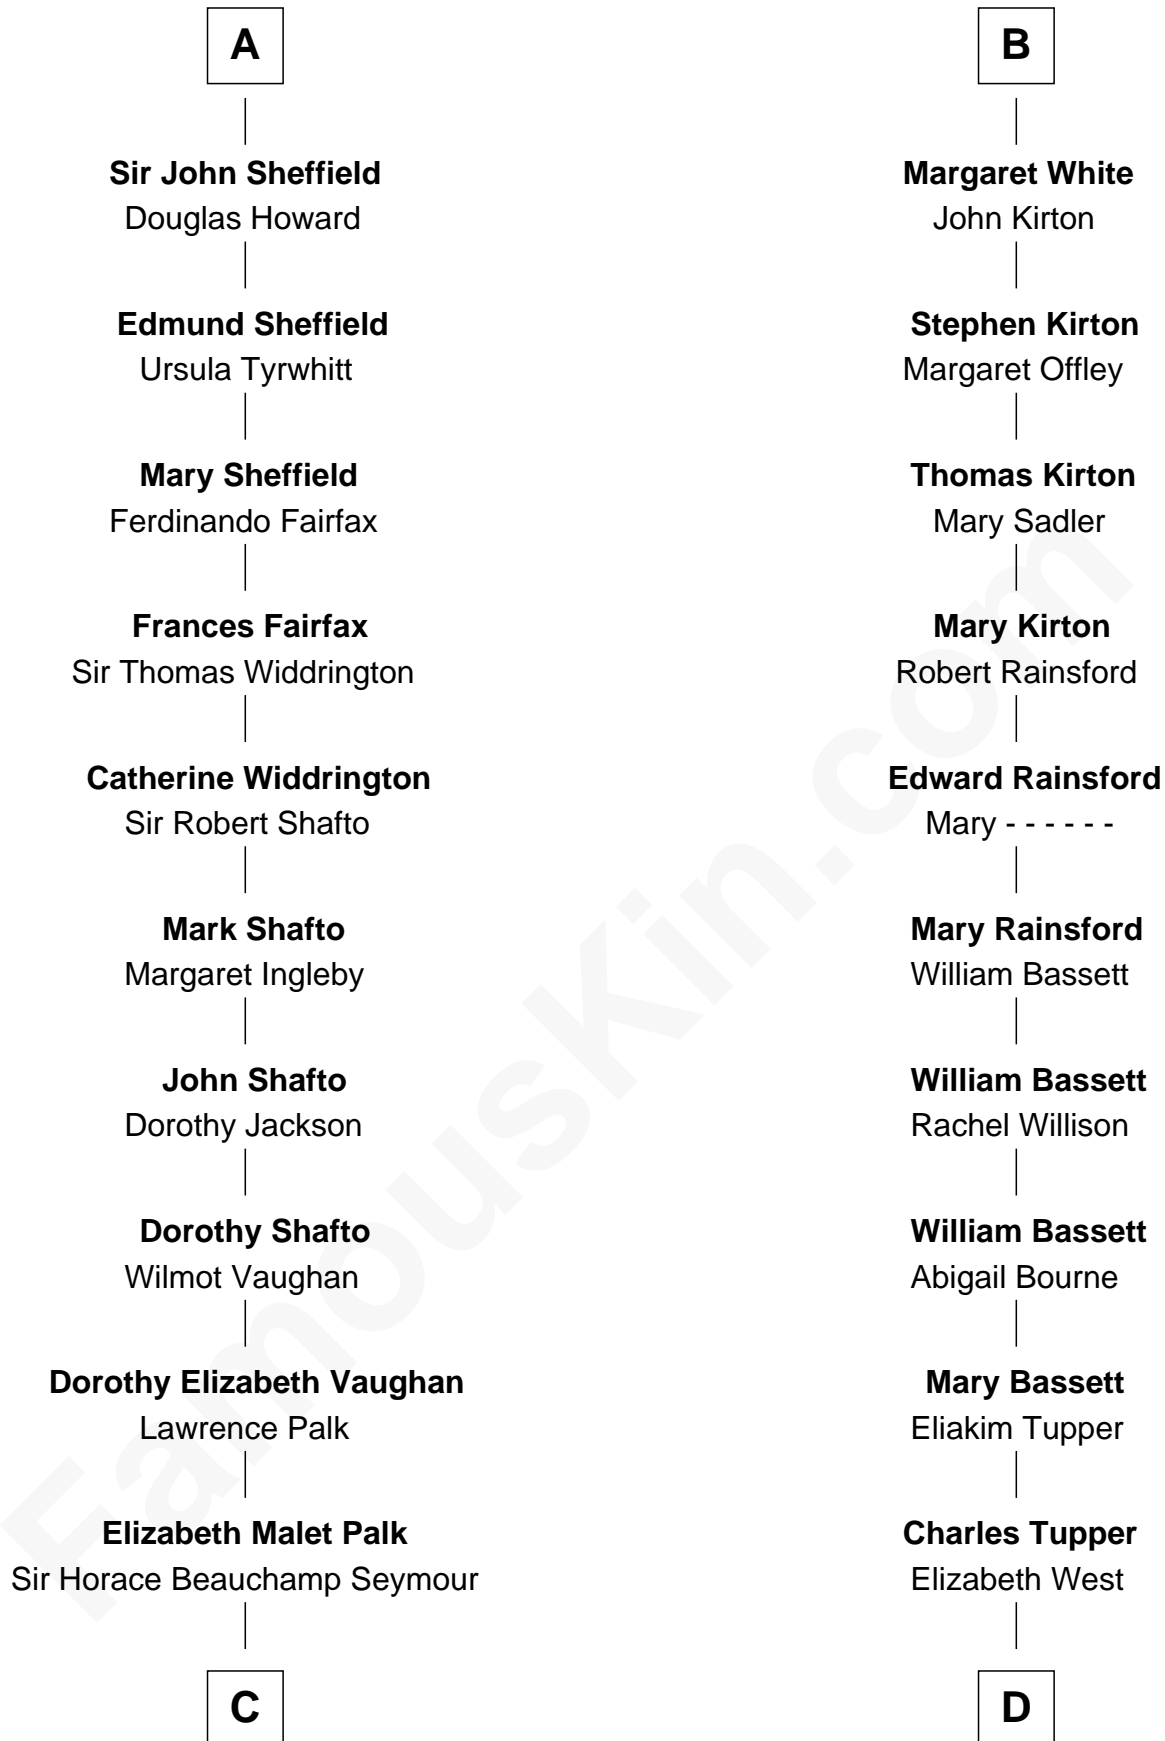 A
Sir John Sheffield
Douglas Howard
Edmund Sheffield
Ursula Tyrwhitt
Mary Sheffield
Ferdinando Fairfax
Frances Fairfax
Sir Thomas Widdrington
Catherine Widdrington
Sir Robert Shafto
Mark Shafto
Margaret Ingleby
John Shafto
Dorothy Jackson
Dorothy Shafto
Wilmot Vaughan
Dorothy Elizabeth Vaughan
Lawrence Palk
Elizabeth Malet Palk
Sir Horace Beauchamp Seymour
C
B
Margaret White
John Kirton
Stephen Kirton
Margaret Offley
Thomas Kirton
Mary Sadler
Mary Kirton
Robert Rainsford
Edward Rainsford
Mary - - - - - -
Mary Rainsford
William Bassett
William Bassett
Rachel Willison
William Bassett
Abigail Bourne
Mary Bassett
Eliakim Tupper
Charles Tupper
Elizabeth West
D
FamousKin.com